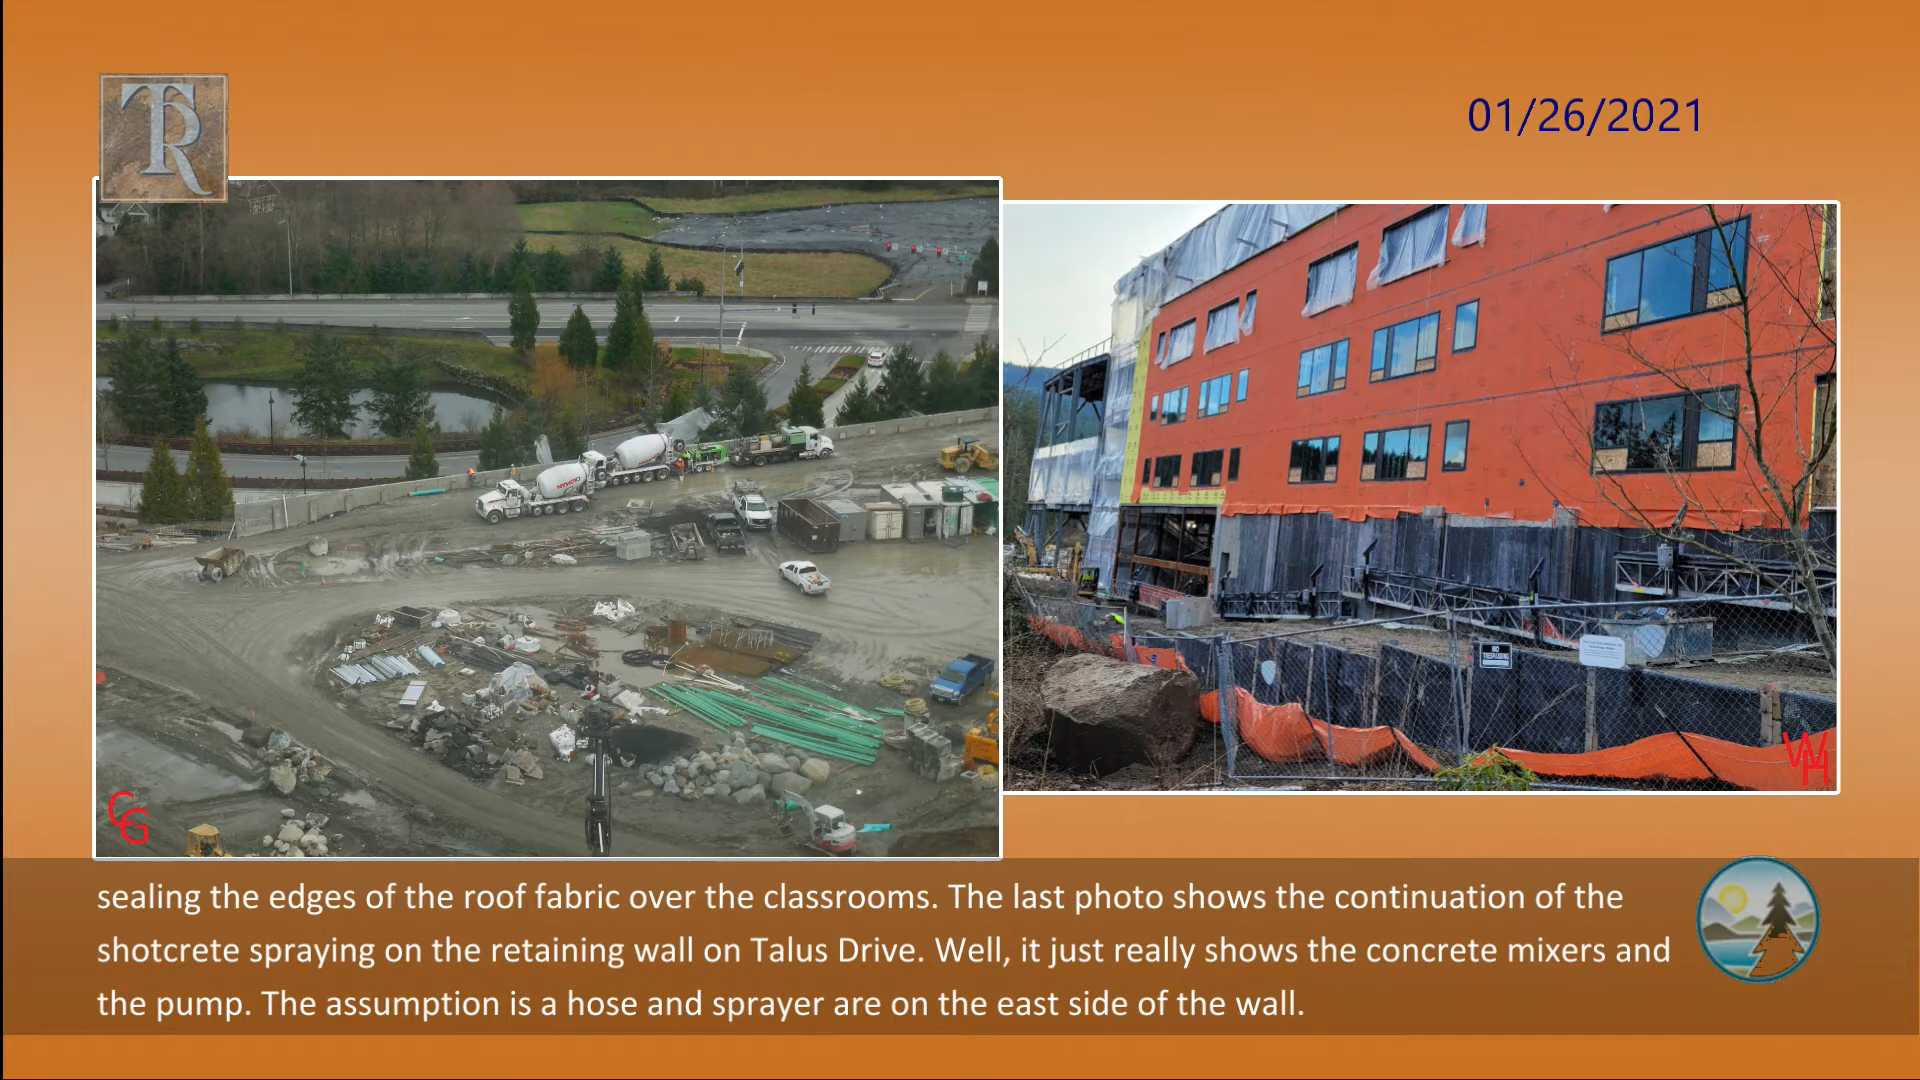 TR
01/26/2021
CG
NO
TRESPASSING
WH
sealing the edges of the roof fabric over the classrooms. The last photo shows the continuation of the
shotcrete spraying on the retaining wall on Talus Drive. Well, it just really shows the concrete mixers and
the pump. The assumption is a hose and sprayer are on the east side of the wall.